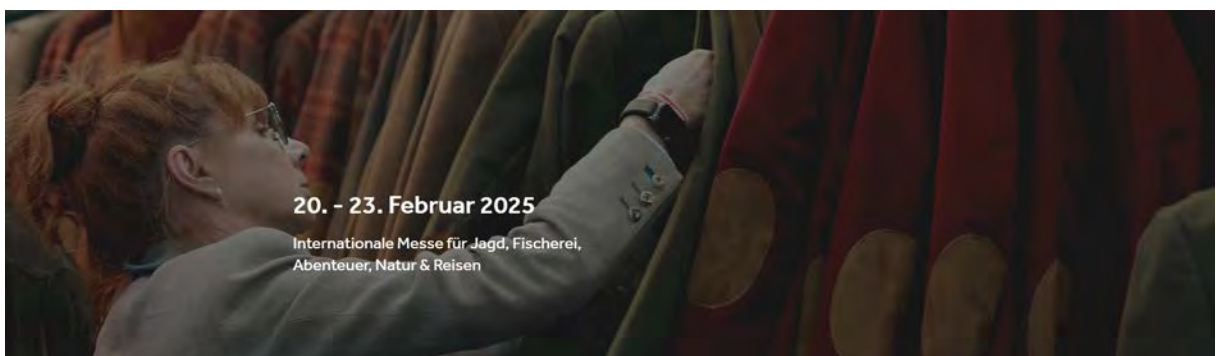 20. - 23. Februar 2025
Internationale Messe für Jagd, Fischerei,
Abenteuer, Natur & Reisen